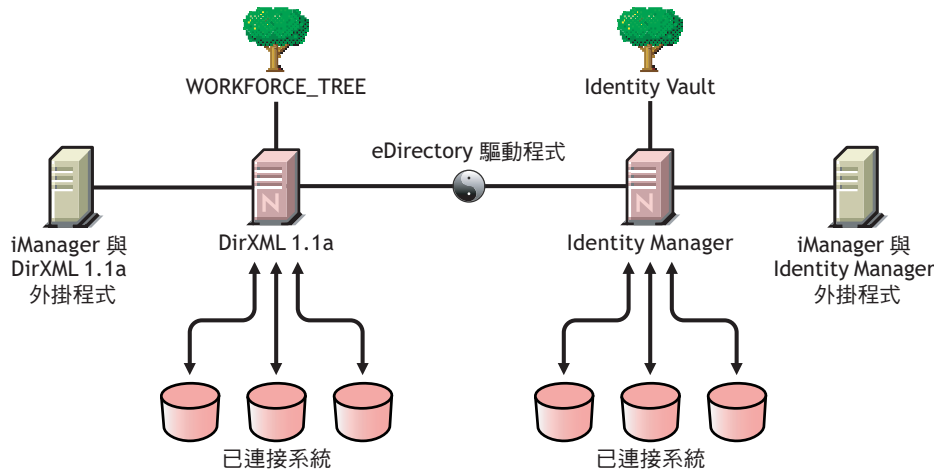 WORKFORCE_TREE
Identity Vault
eDirectory 驅動程式
iManager 與
DirXML 1.1a
外掛程式
DirXML 1.1a
Identity Manager
iManager 與
Identity Manager
外掛程式
已連接系統
已連接系統